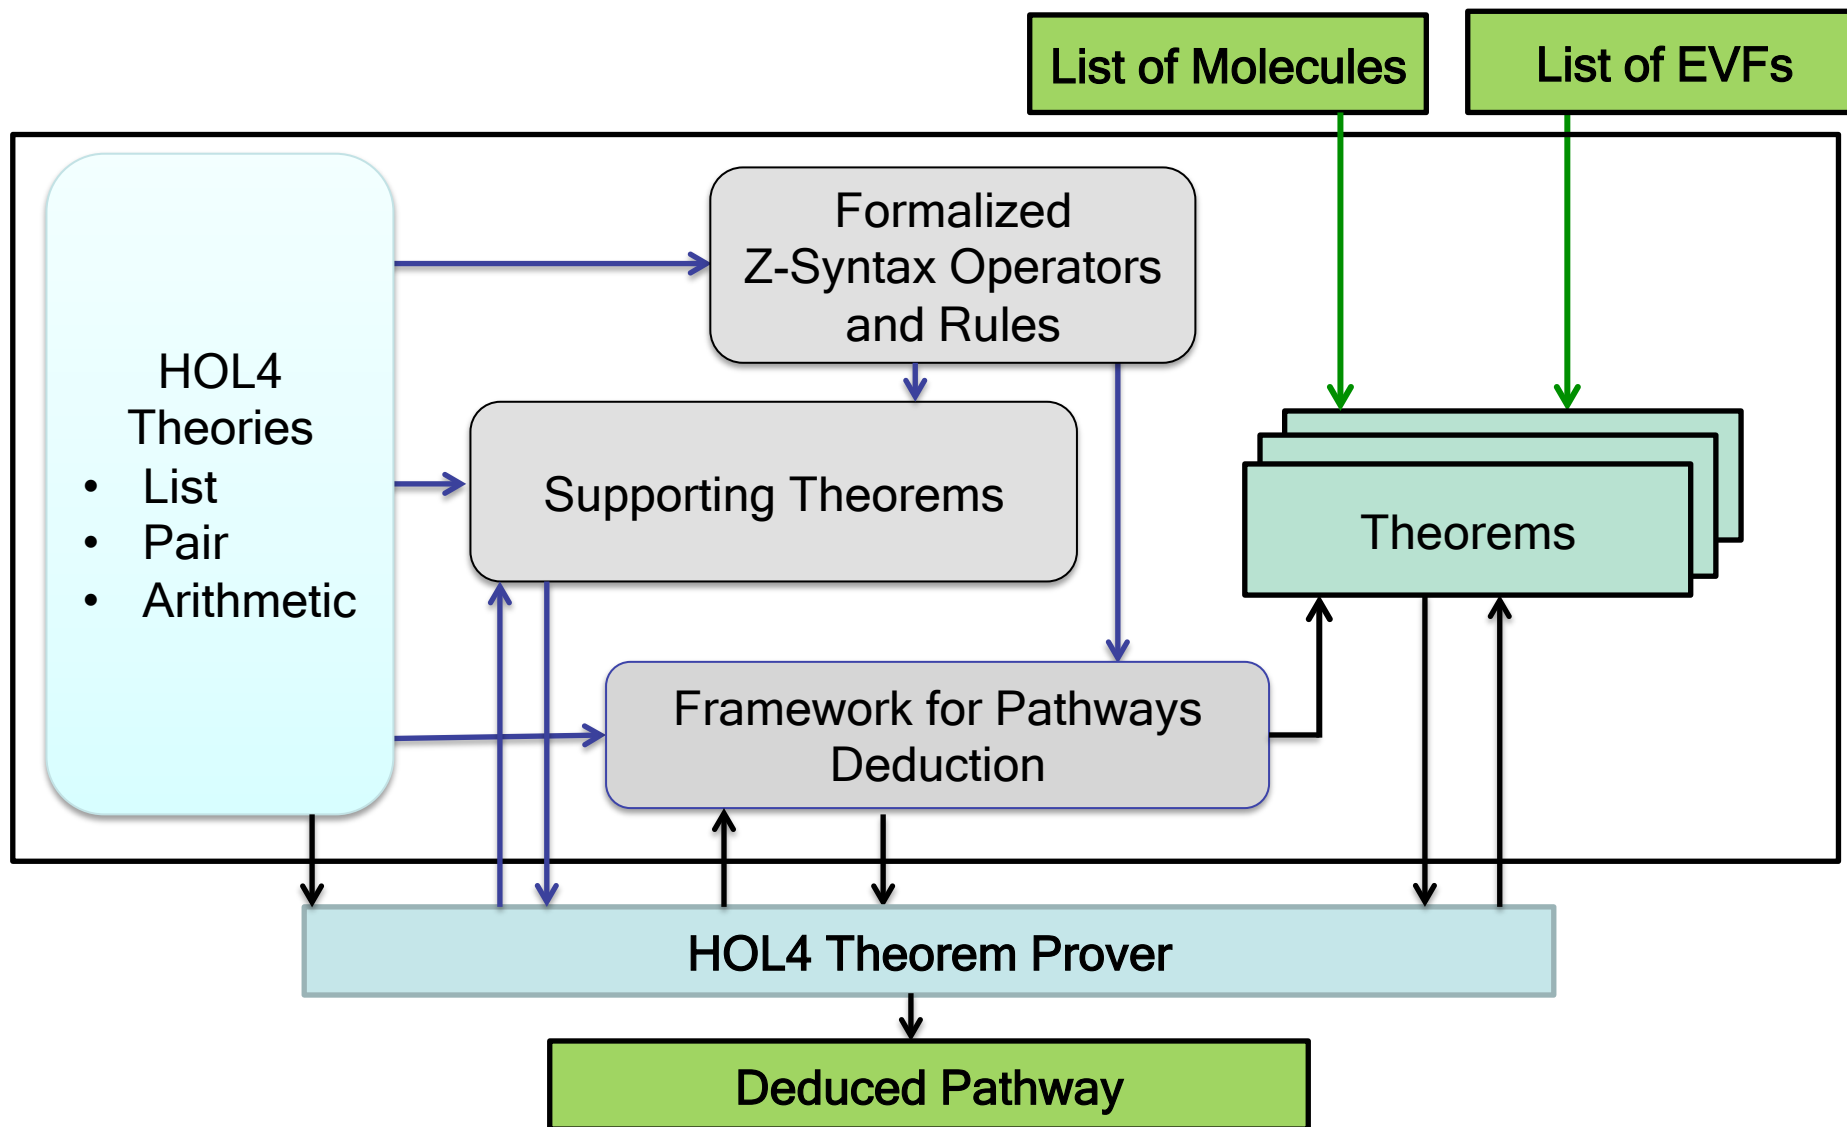 List of Molecules
List of EVFs
Formalized
Z-Syntax Operators
and Rules
HOL4
Theories
• List
• Pair
• Arithmetic
Supporting Theorems
Theorems
Framework for Pathways
Deduction
HOL4 Theorem Prover
Deduced Pathway